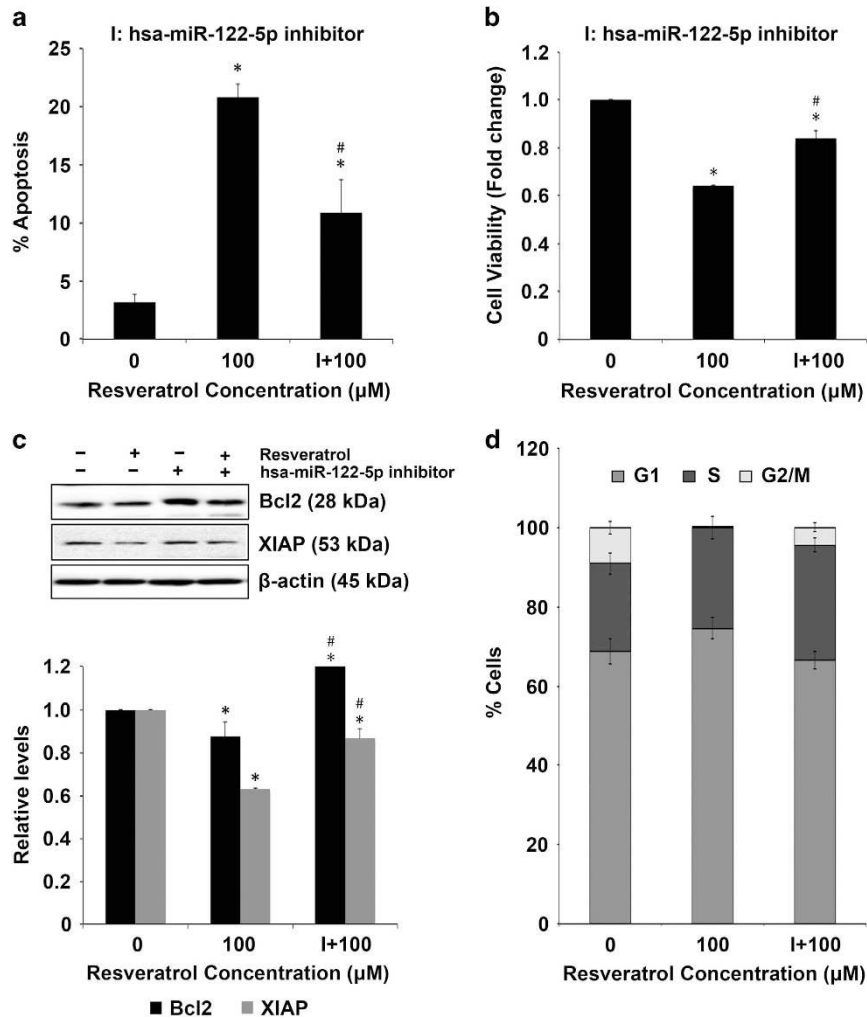 a
I: hsa-miR-122-5p inhibitor
25
20
15
10
5
0
% Apoptosis
*
#
*
0 100 I+100
Resveratrol Concentration (µM)
b
I: hsa-miR-122-5p inhibitor
1.2
1.0
0.8
0.6
0.4
0.2
0
Cell Viability (Fold change)
*
#
*
0 100 I+100
Resveratrol Concentration (µM)
c
– + – + Resveratrol
– – + + hsa-miR-122-5p inhibitor
Bcl2 (28 kDa)
XIAP (53 kDa)
β-actin (45 kDa)
1.2
1.0
0.8
0.6
0.4
0.2
0
Relative levels
*
*
#
*
#
*
0 100 I+100
Resveratrol Concentration (µM)
Bcl2 XIAP
d
120
100
80
60
40
20
0
% Cells
G1 S G2/M
0 100 I+100
Resveratrol Concentration (µM)